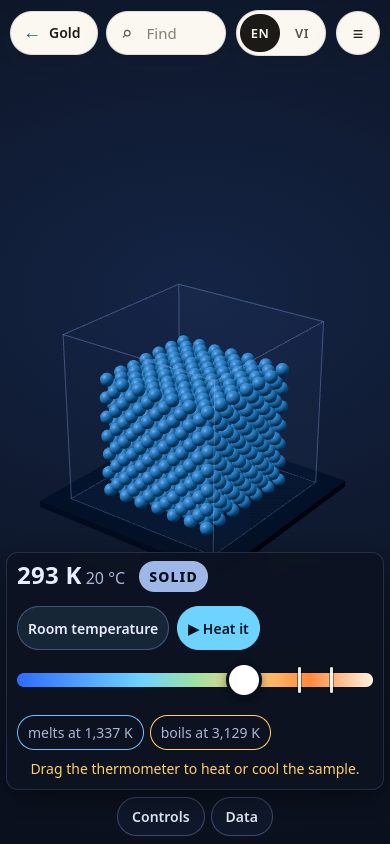 ← Gold
Find
EN VI
≡
293 K 20 °C SOLID
Room temperature ▶ Heat it
melts at 1,337 K boils at 3,129 K
Drag the thermometer to heat or cool the sample.
Controls Data